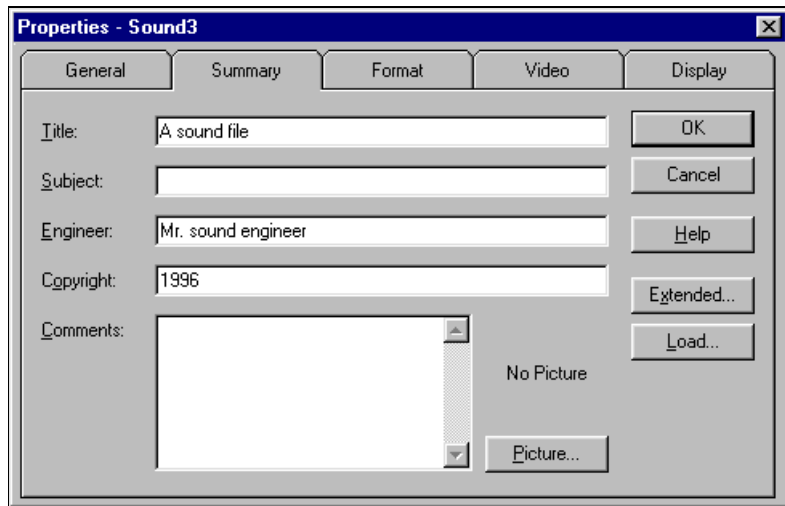 Properties - Sound3
General Summary Format Video Display
Title: A sound file OK
Subject: Cancel
Engineer: Mr. sound engineer Help
Copyright: 1996 Extended...
Comments: Load...
No Picture
Picture...